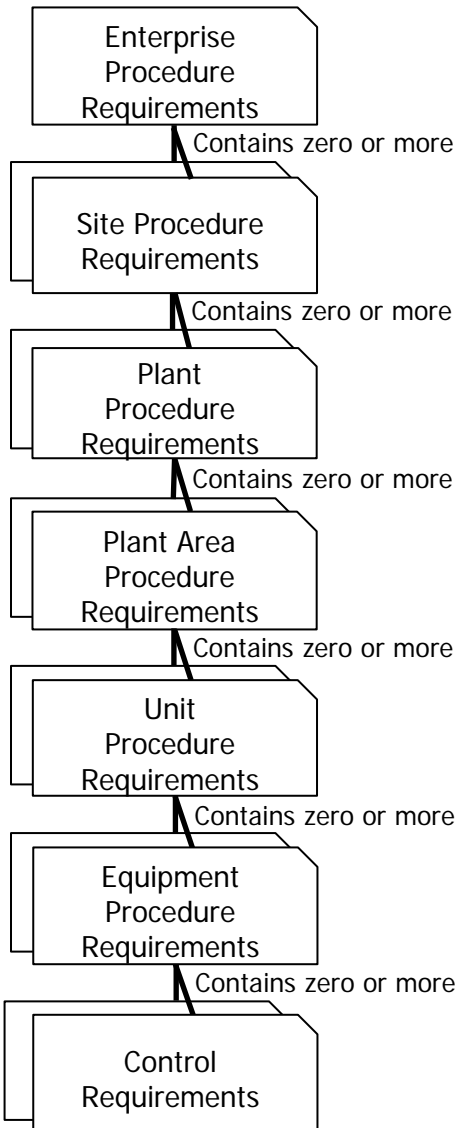 Enterprise
Procedure
Requirements
Contains zero or more
Site Procedure
Requirements
Contains zero or more
Plant
Procedure
Requirements
Contains zero or more
Plant Area
Procedure
Requirements
Contains zero or more
Unit
Procedure
Requirements
Contains zero or more
Equipment
Procedure
Requirements
Contains zero or more
Control
Requirements